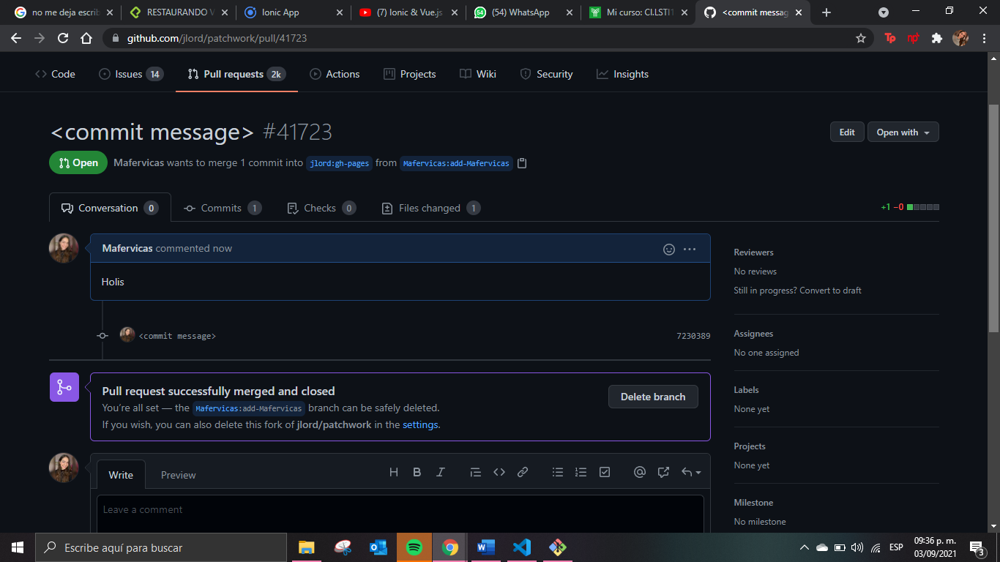 no me deja escrib
RESTAURANDO V
Ionic App
(7) Ionic & Vue.js
(54) WhatsApp
Mi curso: CI.LSTI1
<commit messag
github.com/jlord/patchwork/pull/41723
Code
Issues 14
Pull requests 2k
Actions
Projects
Wiki
Security
Insights
<commit message> #41723
Edit
Open with
Open
Mafervicas wants to merge 1 commit into jlord:gh-pages from Mafervicas:add-Mafervicas
Conversation 0
Commits 1
Checks 0
Files changed 1
+1 −0
Mafervicas commented now
Holis
<commit message>
7230389
Pull request successfully merged and closed
You're all set — the Mafervicas:add-Mafervicas branch can be safely deleted.
If you wish, you can also delete this fork of jlord/patchwork in the settings.
Delete branch
Write
Preview
Leave a comment
Reviewers
No reviews
Still in progress? Convert to draft
Assignees
No one assigned
Labels
None yet
Projects
None yet
Milestone
No milestone
Escribe aquí para buscar
ESP
09:36 p. m.
03/09/2021
3